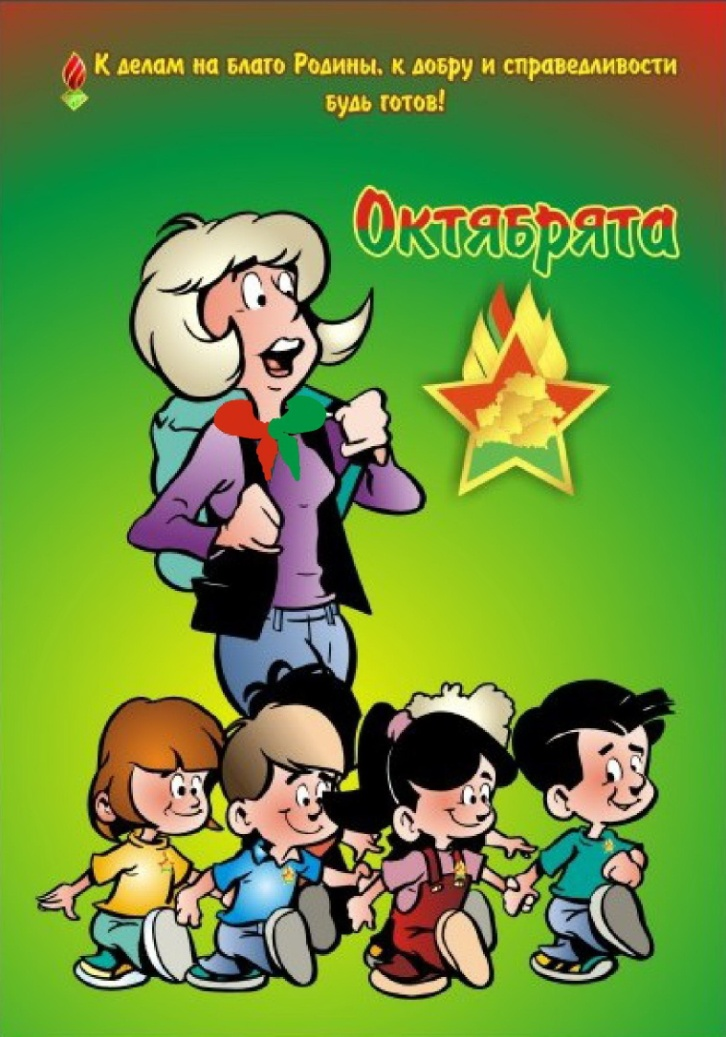 К делам на благо Родины, к добру и справедливости
будь готов!
Октябрята